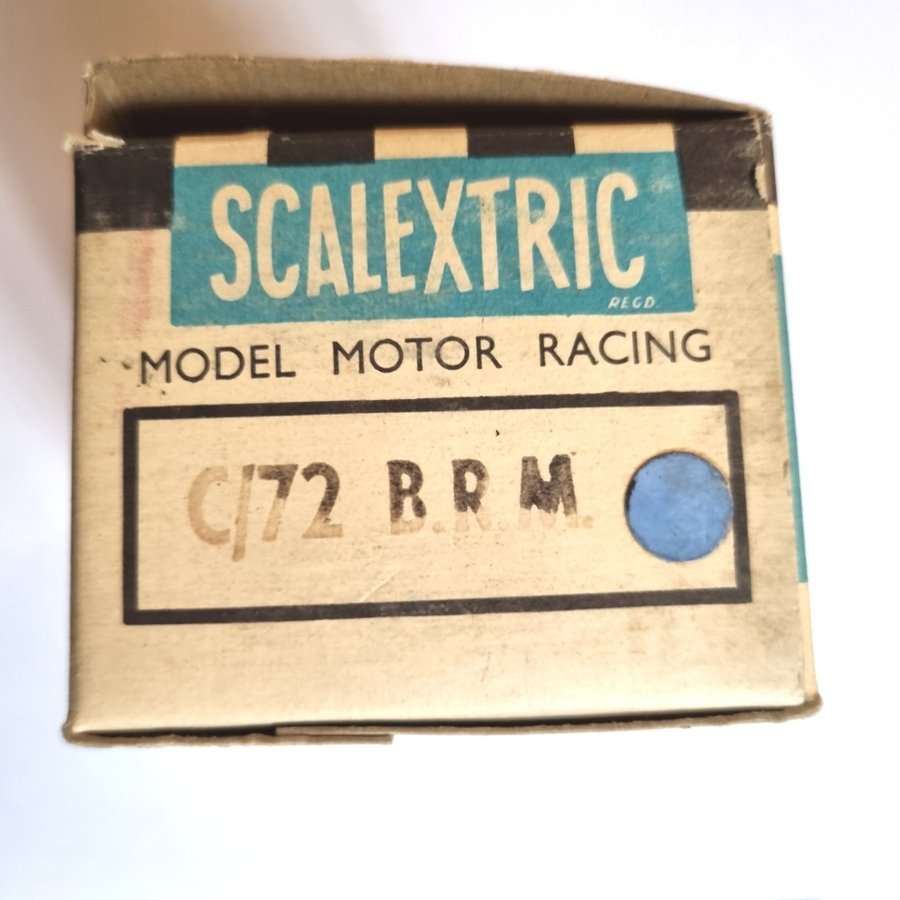 SCALEXTRIC
REGD.
MODEL MOTOR RACING
C/72 B.R.M.